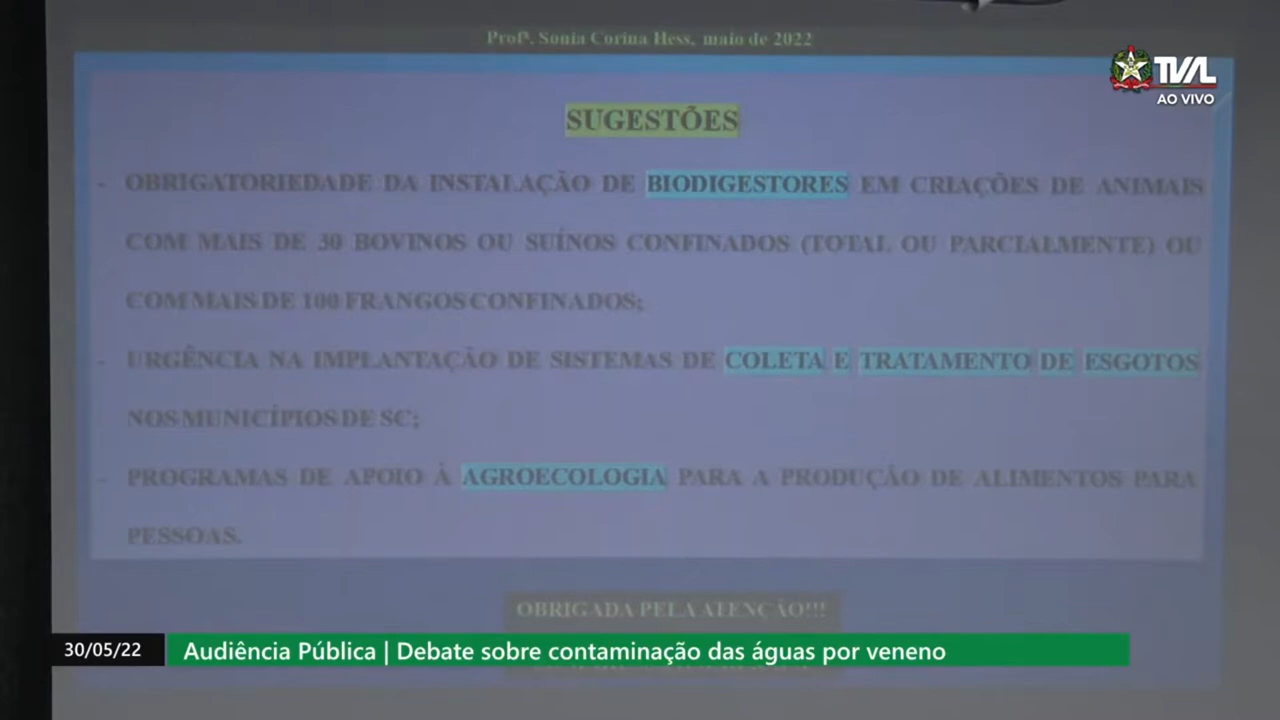 Profª. Sonia Corina Hess, maio de 2022
TVAL
AO VIVO
SUGESTÕES
- OBRIGATORIEDADE DA INSTALAÇÃO DE BIODIGESTORES EM CRIAÇÕES DE ANIMAIS
COM MAIS DE 30 BOVINOS OU SUÍNOS CONFINADOS (TOTAL OU PARCIALMENTE) OU
COM MAIS DE 100 FRANGOS CONFINADOS;
- URGÊNCIA NA IMPLANTAÇÃO DE SISTEMAS DE COLETA E TRATAMENTO DE ESGOTOS
NOS MUNICÍPIOS DE SC;
- PROGRAMAS DE APOIO À AGROECOLOGIA PARA A PRODUÇÃO DE ALIMENTOS PARA
PESSOAS.
OBRIGADA PELA ATENÇÃO!!!
30/05/22
Audiência Pública | Debate sobre contaminação das águas por veneno